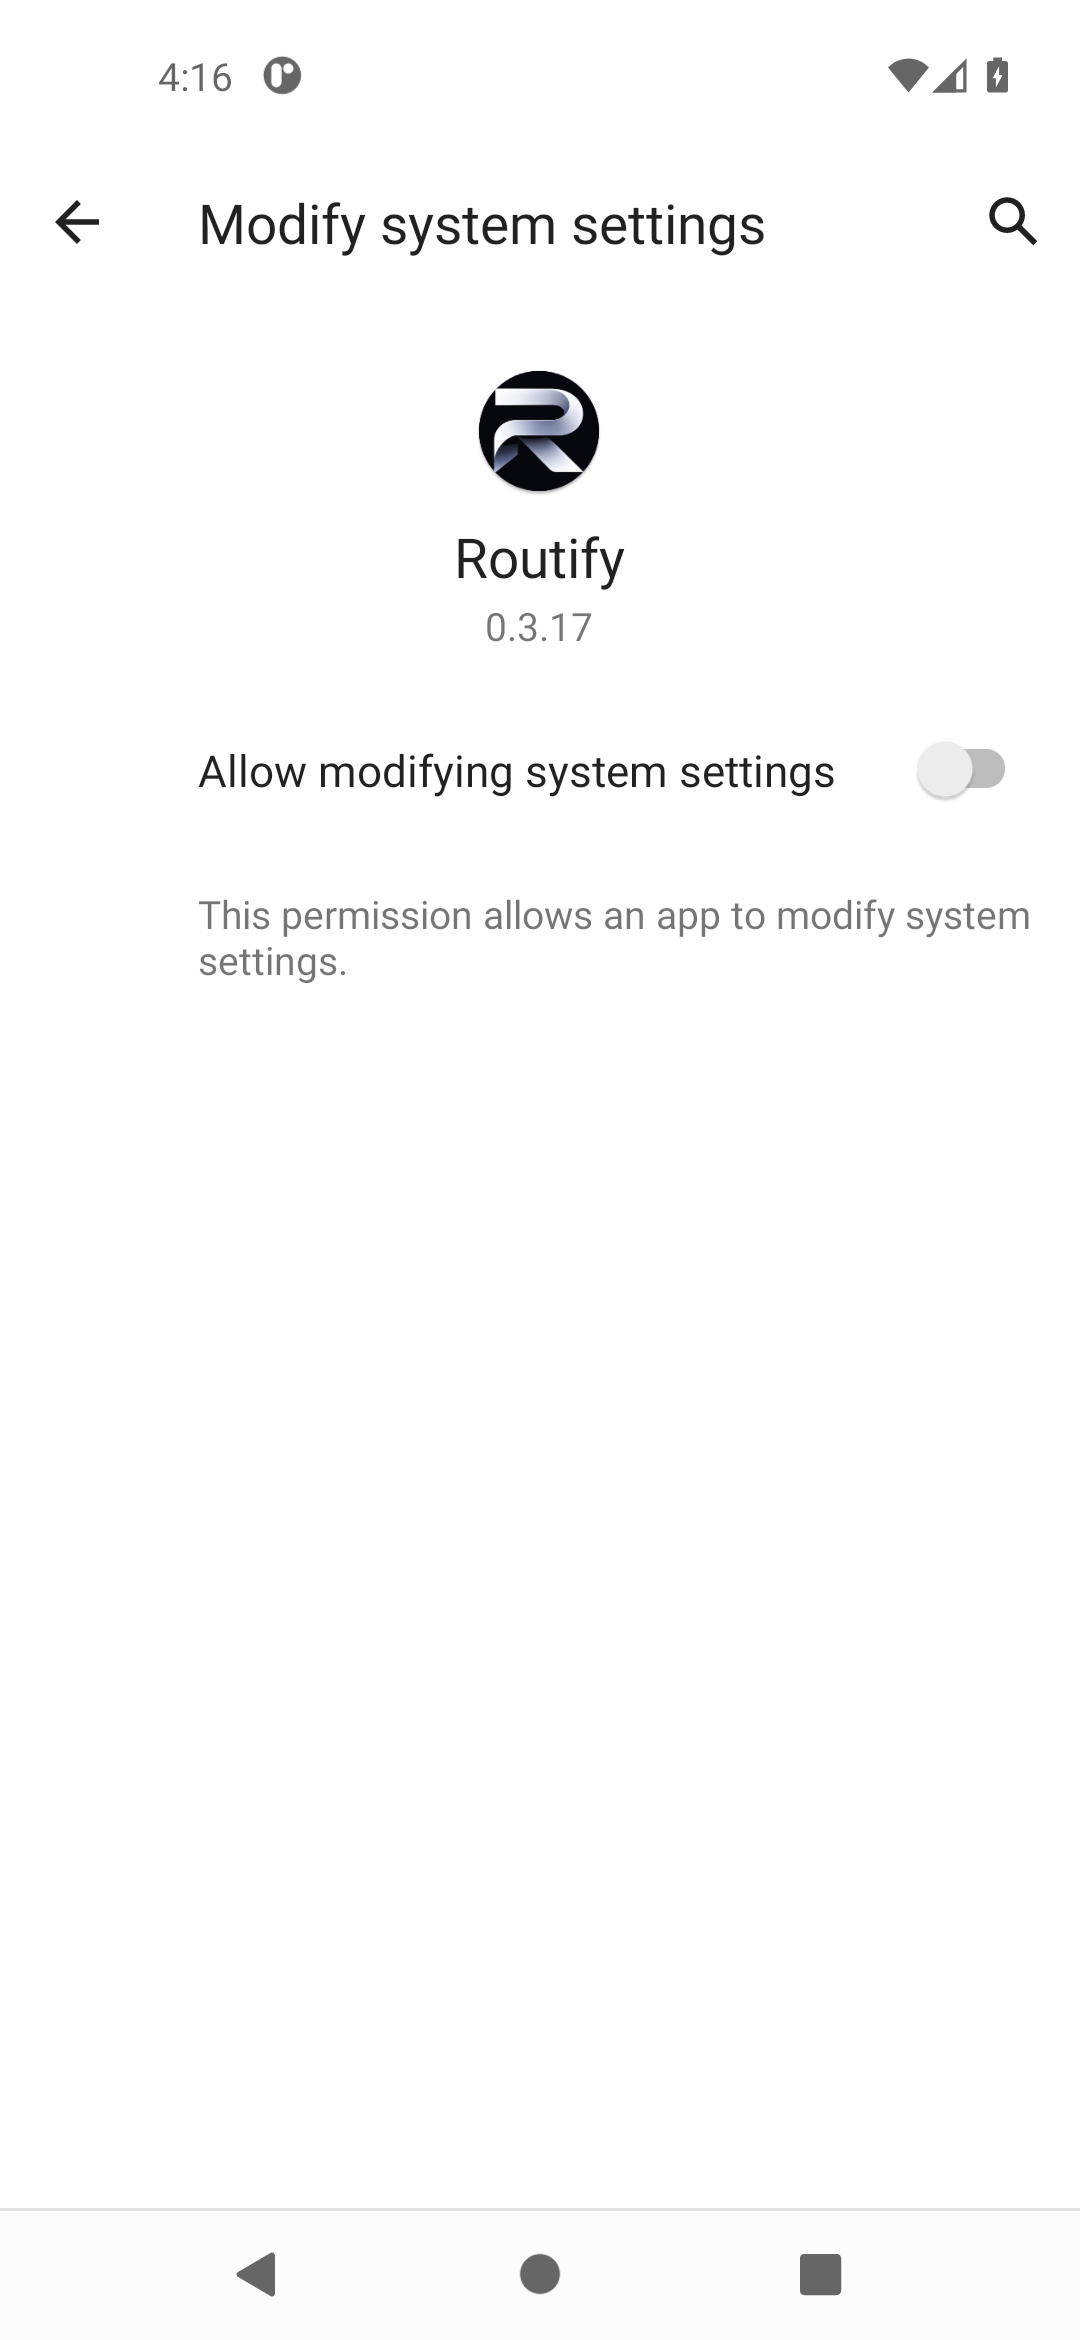 4:16
Modify system settings
Routify
0.3.17
Allow modifying system settings
This permission allows an app to modify system
settings.